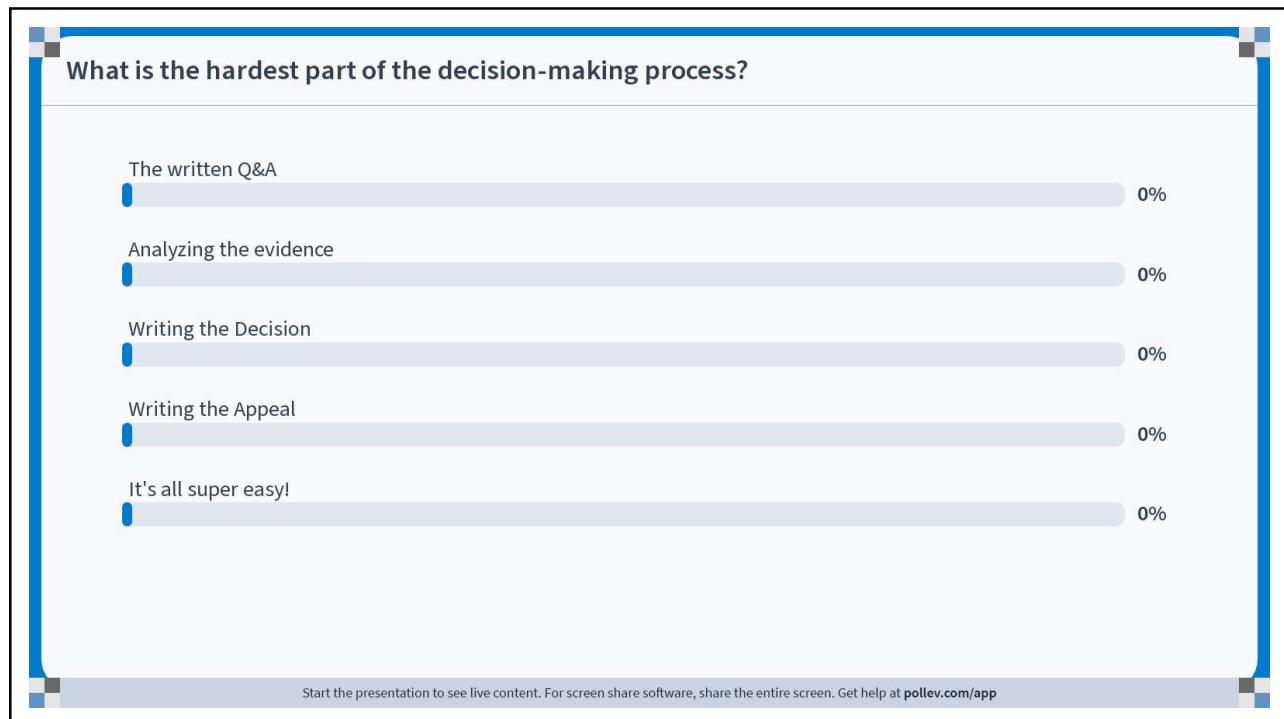 What is the hardest part of the decision-making process?
The written Q&A
0%
Analyzing the evidence
0%
Writing the Decision
0%
Writing the Appeal
0%
It's all super easy!
0%
Start the presentation to see live content. For screen share software, share the entire screen. Get help at pollev.com/app